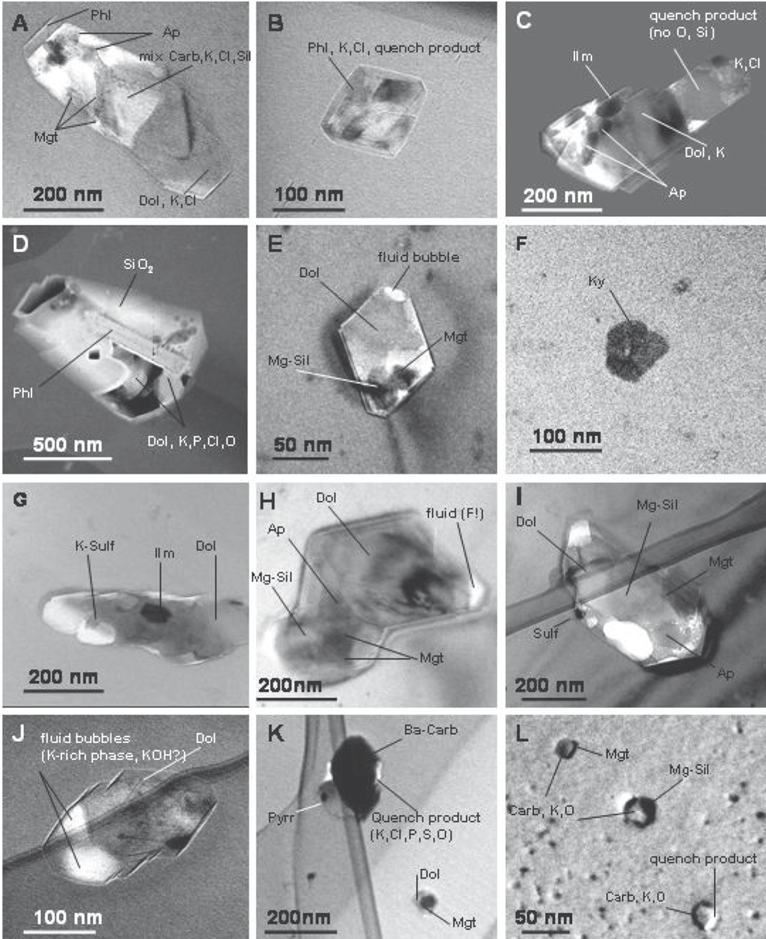 A
Phl
Ap
mix Carb,K,Cl,Sil
Mgt
Dol, K,Cl
200 nm
B
Phl, K,Cl, quench product
100 nm
C
quench product
(no O, Si)
Ilm
K,Cl
Dol, K
Ap
200 nm
D
SiO₂
Phl
Dol, K,P,Cl,O
500 nm
E
fluid bubble
Dol
Mgt
Mg-Sil
50 nm
F
Ky
100 nm
G
K-Sulf
Ilm
Dol
200 nm
H
Dol
Ap
fluid (F!)
Mg-Sil
Mgt
200nm
I
Mg-Sil
Dol
Mgt
Sulf
Ap
200 nm
J
fluid bubbles
(K-rich phase, KOH?)
Dol
100 nm
K
Ba-Carb
Pyrr
Quench product
(K,Cl,P,S,O)
Dol
Mgt
200nm
L
Mgt
Mg-Sil
Carb, K,O
quench product
Carb, K,O
50 nm